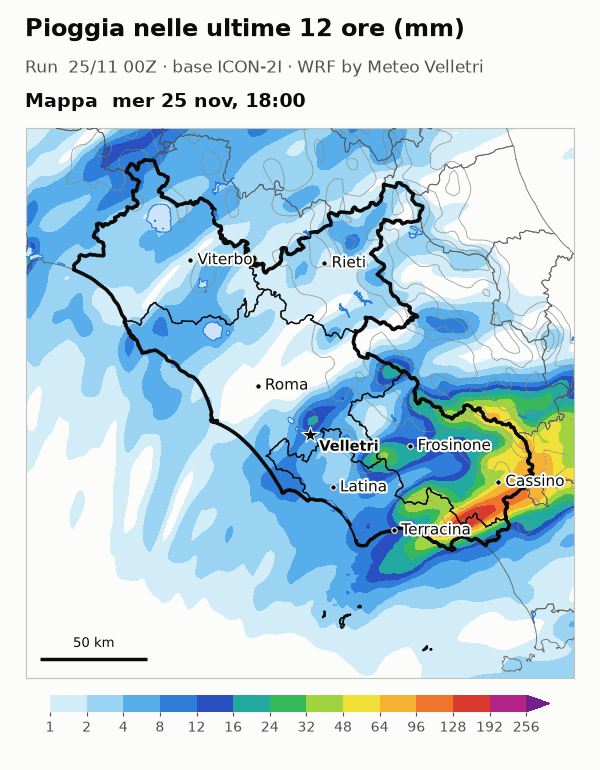 Pioggia nelle ultime 12 ore (mm)
Run 25/11 00Z · base ICON-2I · WRF by Meteo Velletri
Mappa mer 25 nov, 18:00
Viterbo
Rieti
Roma
Velletri
Frosinone
Cassino
Latina
Terracina
50 km
1 2 4 8 12 16 24 32 48 64 96 128 192 256